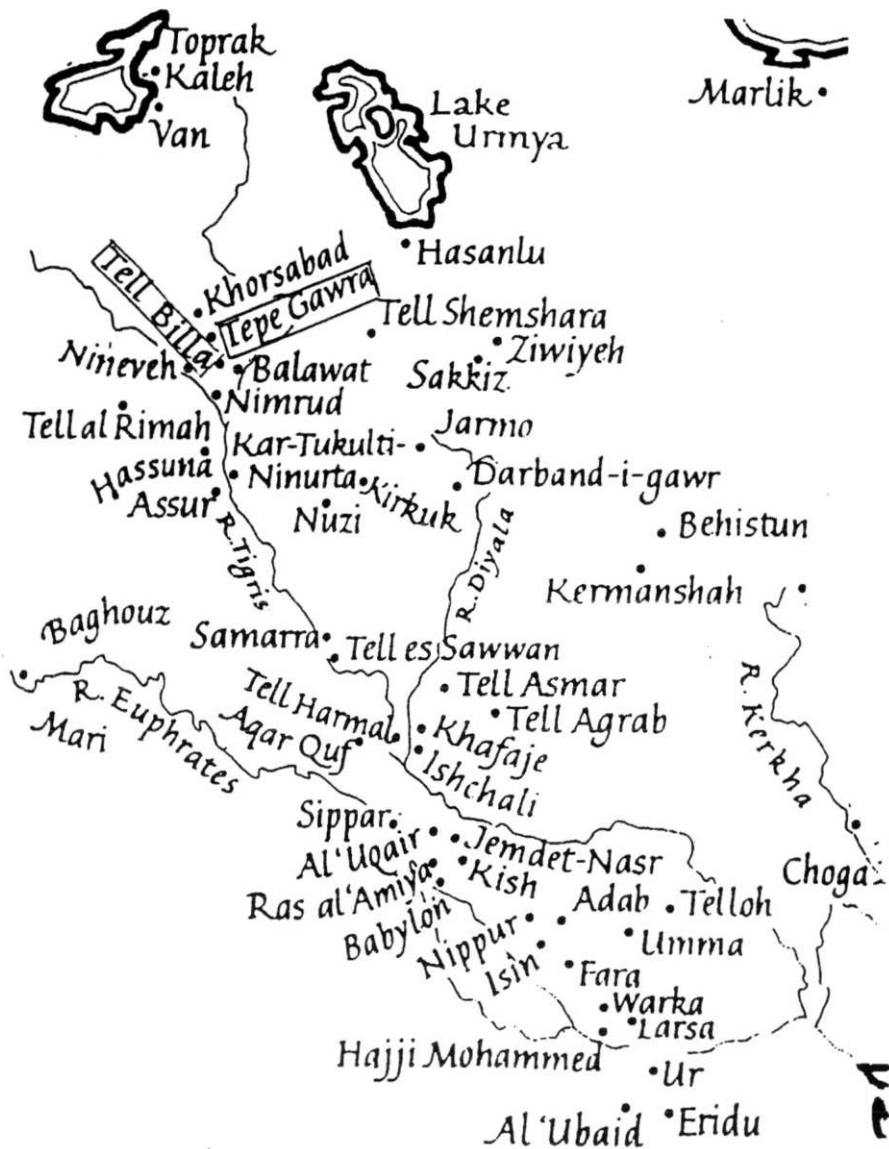 Toprak
Kaleh
Van
Lake
Urmya
Marlik
Hasanlu
Khorsabad
Tell Billa
Tepe Gawra
Tell Shemshara
Ziwiyeh
Sakkiz
Nineveh
Balawat
Nimrud
Tell al Rimah
Jarmo
Kar-Tukulti-
Ninurta
Hassuna
Kirkuk
Darband-i-gawr
Assur
Nuzi
Behistun
R. Tigris
R. Diyala
Kermanshah
Baghouz
Samarra
Tell es Sawwan
R. Kerkha
R. Euphrates
Mari
Tell Asmar
Tell Harmal
Tell Agrab
Aqar Quf
Khafaje
Ishchali
Sippar
Al 'Uqair
Jemdet-Nasr
Kish
Choga
Ras al 'Amiya
Babylon
Adab
Telloh
Nippur
Umma
Isin
Fara
Warka
Larsa
Hajji Mohammed
Ur
Al 'Ubaid
Eridu